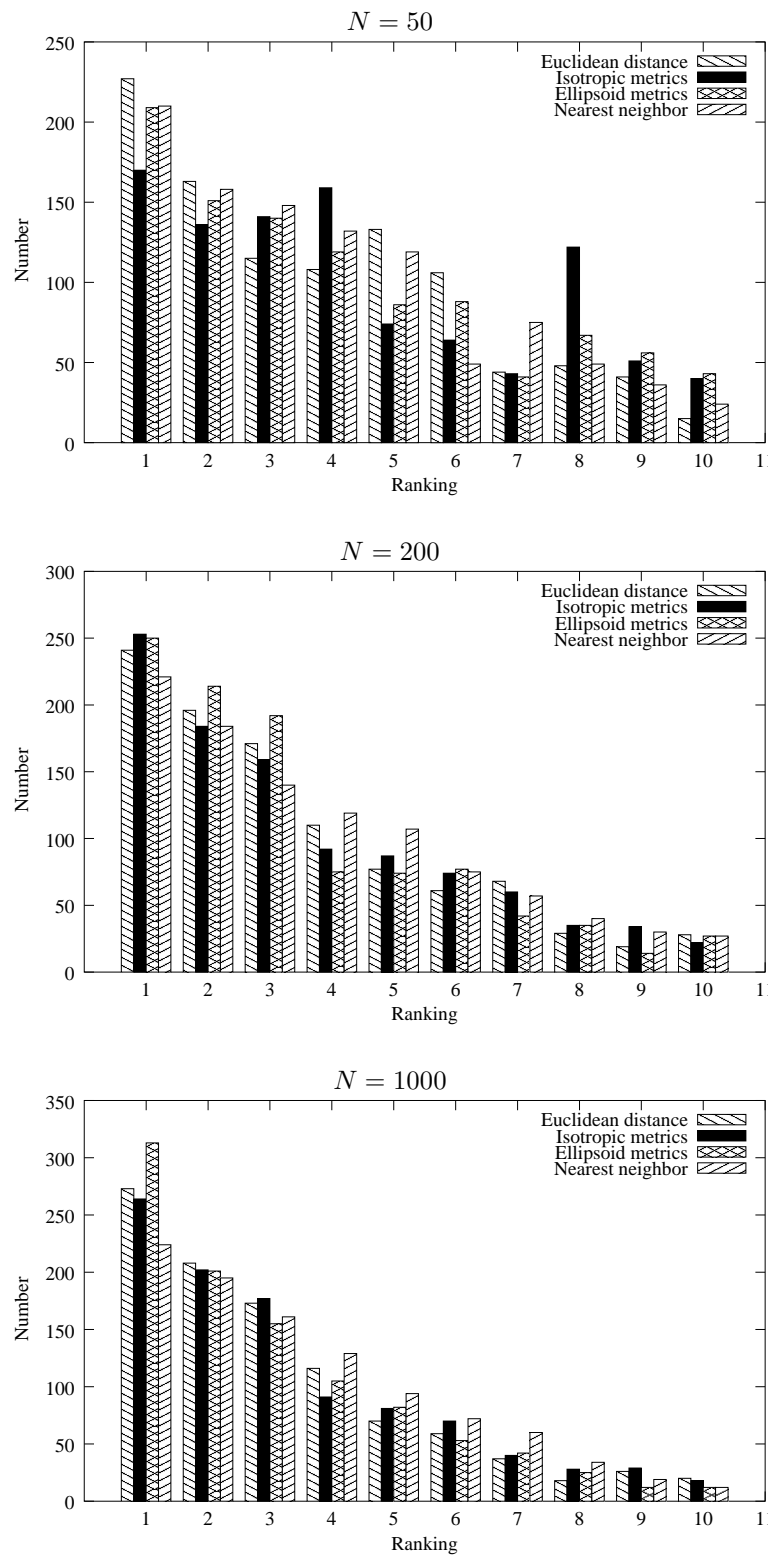 N = 50
250
200
150
100
50
0
Number
Euclidean distance
Isotropic metrics
Ellipsoid metrics
Nearest neighbor
1 2 3 4 5 6 7 8 9 10 11
Ranking
N = 200
300
250
200
150
100
50
0
Number
Euclidean distance
Isotropic metrics
Ellipsoid metrics
Nearest neighbor
1 2 3 4 5 6 7 8 9 10 11
Ranking
N = 1000
350
300
250
200
150
100
50
0
Number
Euclidean distance
Isotropic metrics
Ellipsoid metrics
Nearest neighbor
1 2 3 4 5 6 7 8 9 10 11
Ranking